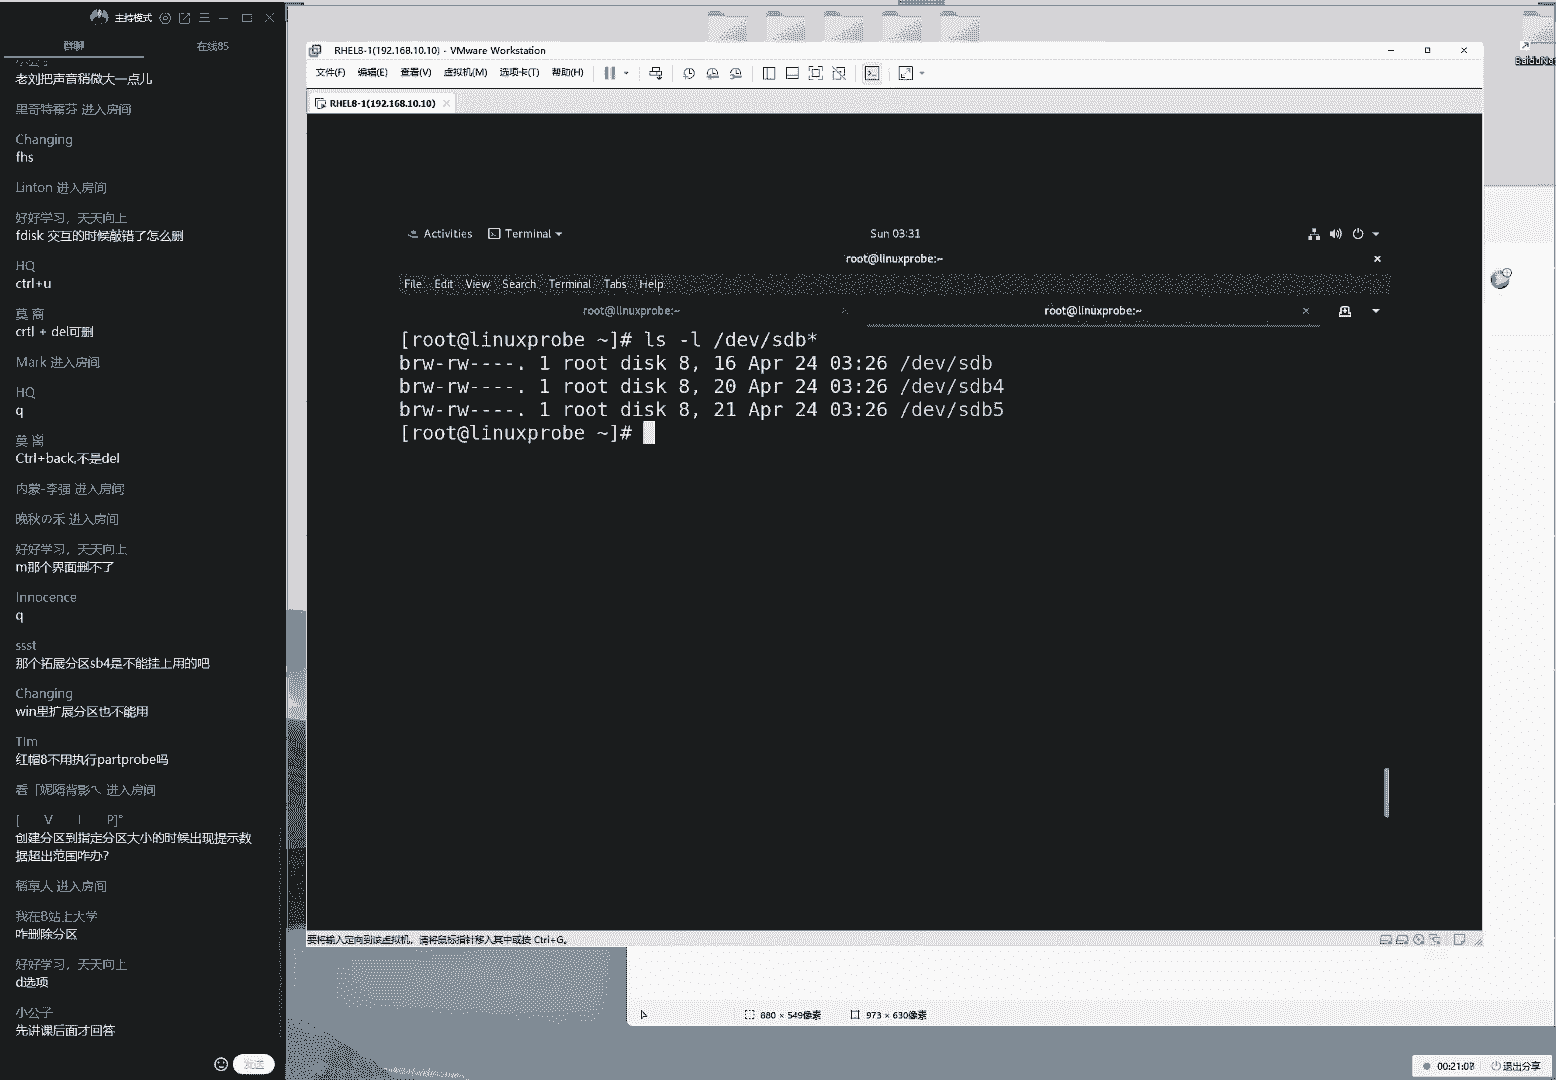 主持模式
群聊
在线85
老刘把声音稍微大一点儿
里奇特番芬 进入房间
Changing
fhs
Linton 进入房间
好好学习，天天向上
fdisk 交互的时候敲错了怎么删
HQ
ctrl+u
莫 离
crtl + del可删
Mark 进入房间
HQ
q
莫 离
Ctrl+back,不是del
内蒙-李强 进入房间
晚秋の禾 进入房间
好好学习，天天向上
m那个界面删不了
Innocence
q
ssst
那个拓展分区sb4是不能挂上用的吧
Changing
win里扩展分区也不能用
Tim
红帽8不用执行partprobe吗
进入房间
[ V I P]°
创建分区到指定分区大小的时候出现提示数
据超出范围咋办?
稻草人 进入房间
我在B站上大学
咋删除分区
好好学习，天天向上
d选项
小公子
先讲课后面才回答
发送
RHEL8-1(192.168.10.10) - VMware Workstation
文件(F) 编辑(E) 查看(V) 虚拟机(M) 选项卡(T) 帮助(H)
RHEL8-1(192.168.10.10)
Activities Terminal Sun 03:31
root@linuxprobe:~
File Edit View Search Terminal Tabs Help
root@linuxprobe:~ root@linuxprobe:~
[root@linuxprobe ~]# ls -l /dev/sdb*
brw-rw----. 1 root disk 8, 16 Apr 24 03:26 /dev/sdb
brw-rw----. 1 root disk 8, 20 Apr 24 03:26 /dev/sdb4
brw-rw----. 1 root disk 8, 21 Apr 24 03:26 /dev/sdb5
[root@linuxprobe ~]#
要将输入定向到该虚拟机，请将鼠标指针移入其中或按 Ctrl+G。
880 × 549像素 973 × 630像素
BaiduNet
00:21:08 退出分享